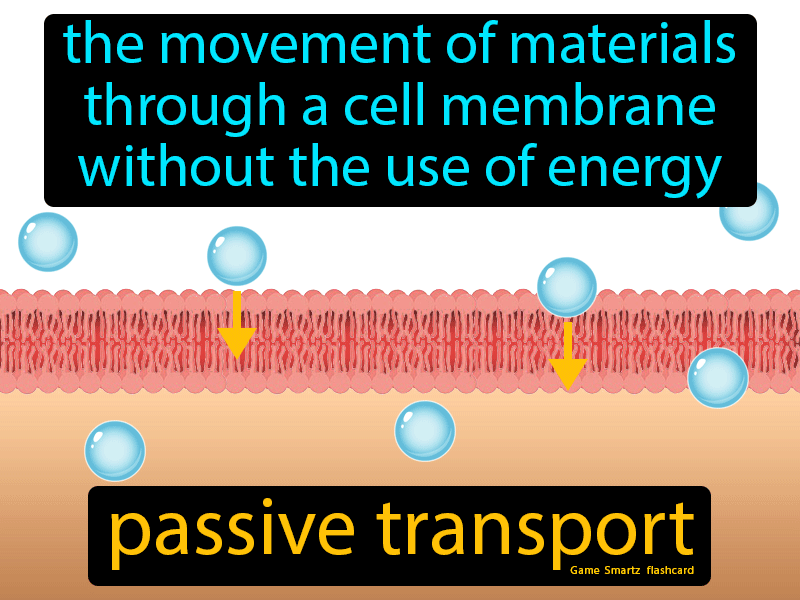 the movement of materials
through a cell membrane
without the use of energy
passive transport
Game Smartz flashcard